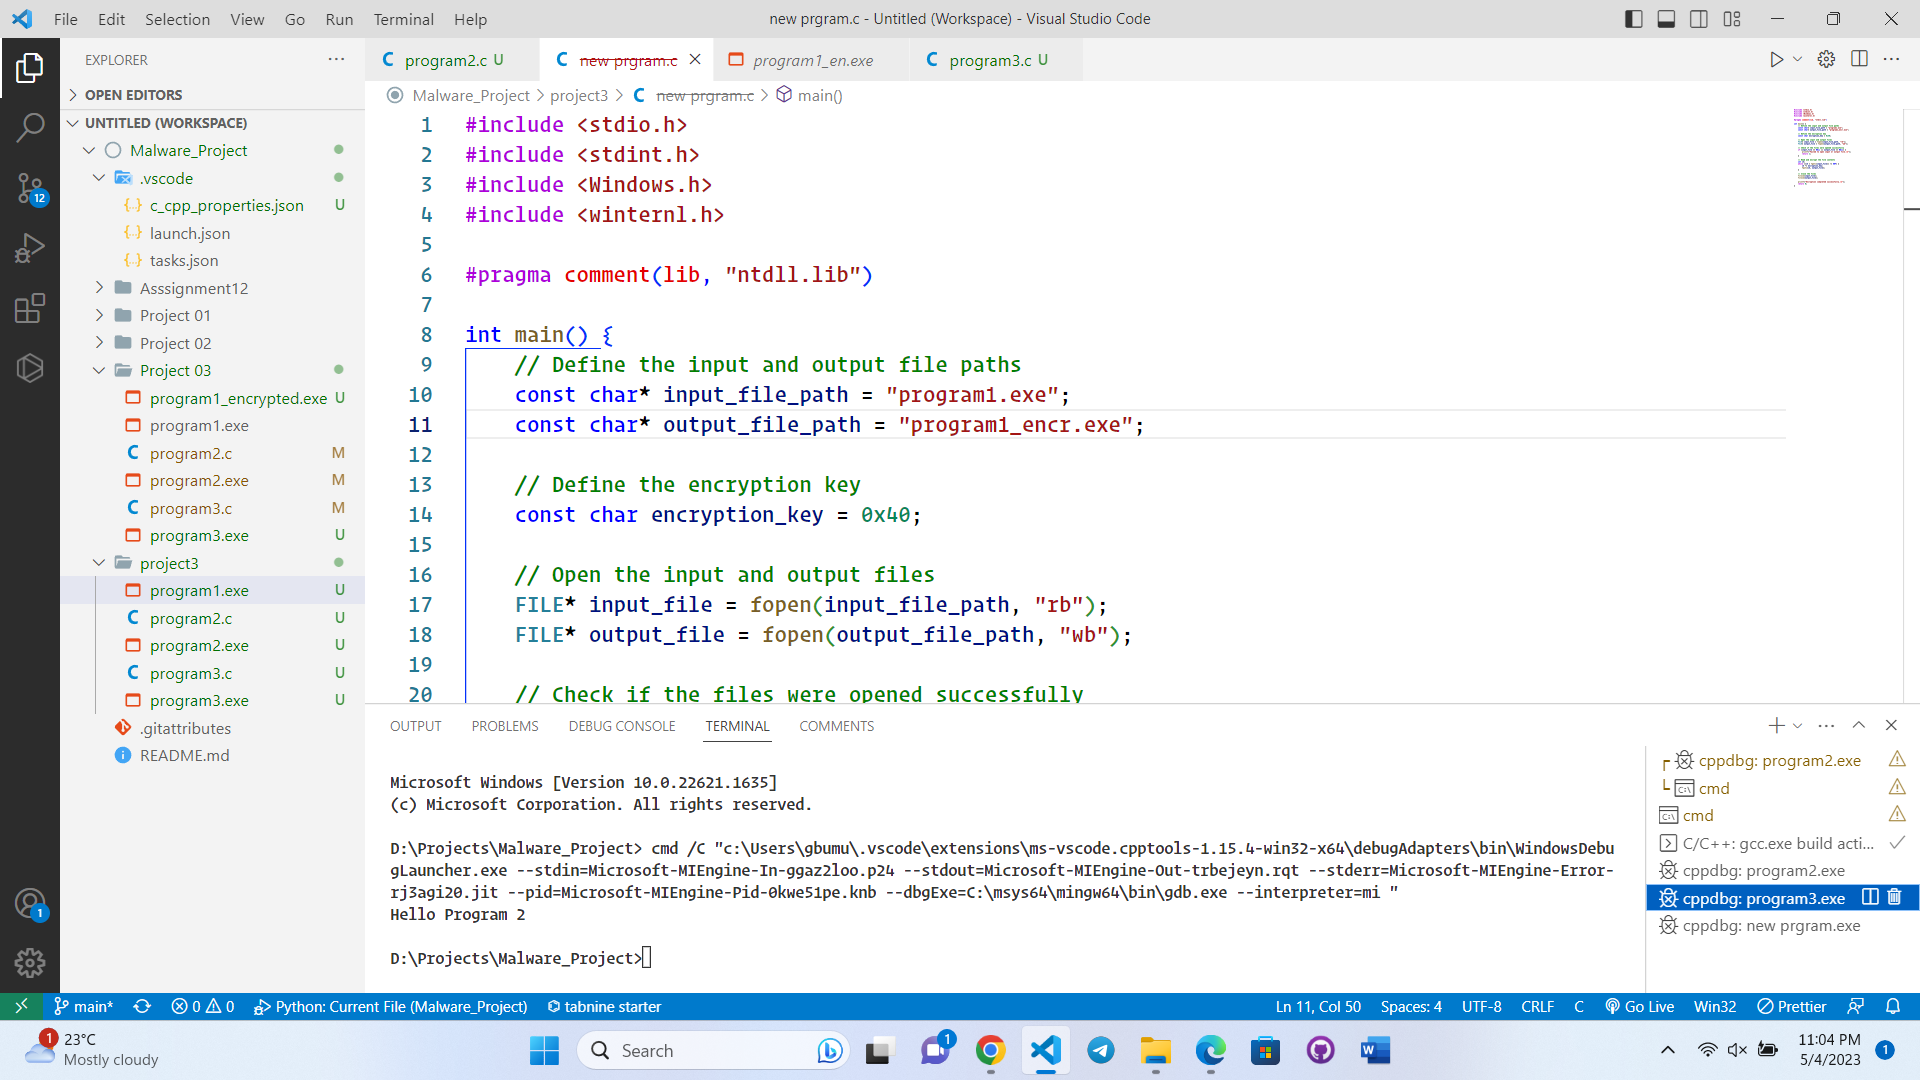 File Edit Selection View Go Run Terminal Help
new prgram.c - Untitled (Workspace) - Visual Studio Code
EXPLORER
OPEN EDITORS
UNTITLED (WORKSPACE)
Malware_Project
.vscode
c_cpp_properties.json U
launch.json
tasks.json
Asssignment12
Project 01
Project 02
Project 03
program1_encrypted.exe U
program1.exe
program2.c M
program2.exe M
program3.c M
program3.exe U
project3
program1.exe U
program2.c U
program2.exe U
program3.c U
program3.exe U
.gitattributes
README.md
12
1
program2.c U
new prgram.c
program1_en.exe
program3.c U
Malware_Project > project3 > new prgram.c > main()
1 #include <stdio.h>
2 #include <stdint.h>
3 #include <Windows.h>
4 #include <winternl.h>
5
6 #pragma comment(lib, "ntdll.lib")
7
8 int main() {
9 // Define the input and output file paths
10 const char* input_file_path = "program1.exe";
11 const char* output_file_path = "program1_encr.exe";
12
13 // Define the encryption key
14 const char encryption_key = 0x40;
15
16 // Open the input and output files
17 FILE* input_file = fopen(input_file_path, "rb");
18 FILE* output_file = fopen(output_file_path, "wb");
19
20 // Check if the files were opened successfully
OUTPUT PROBLEMS DEBUG CONSOLE TERMINAL COMMENTS
Microsoft Windows [Version 10.0.22621.1635]
(c) Microsoft Corporation. All rights reserved.
D:\Projects\Malware_Project> cmd /C "c:\Users\gbumu\.vscode\extensions\ms-vscode.cpptools-1.15.4-win32-x64\debugAdapters\bin\WindowsDebu
gLauncher.exe --stdin=Microsoft-MIEngine-In-ggaz2loo.p24 --stdout=Microsoft-MIEngine-Out-trbejeyn.rqt --stderr=Microsoft-MIEngine-Error-
rj3agi20.jit --pid=Microsoft-MIEngine-Pid-0kwe51pe.knb --dbgExe=C:\msys64\mingw64\bin\gdb.exe --interpreter=mi "
Hello Program 2
D:\Projects\Malware_Project>
cppdbg: program2.exe
cmd
cmd
C/C++: gcc.exe build acti...
cppdbg: program2.exe
cppdbg: program3.exe
cppdbg: new prgram.exe
main* 0 0 Python: Current File (Malware_Project) tabnine starter
Ln 11, Col 50 Spaces: 4 UTF-8 CRLF C Go Live Win32 Prettier
1
23°C
Mostly cloudy
Search
1
11:04 PM
5/4/2023
1